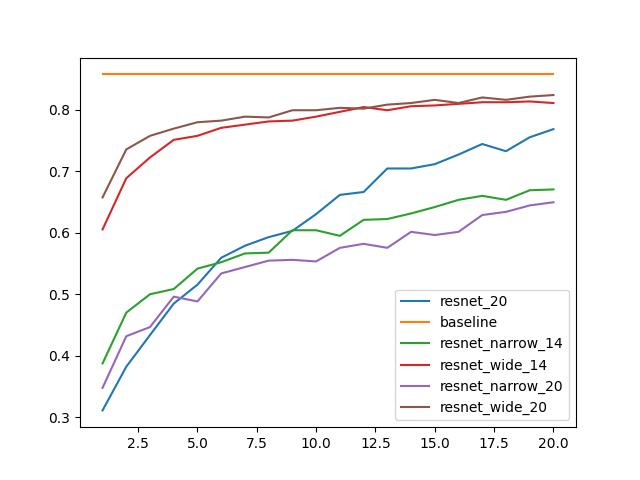 0.8
0.7
0.6
0.5
0.4
0.3
2.5 5.0 7.5 10.0 12.5 15.0 17.5 20.0
resnet_20
baseline
resnet_narrow_14
resnet_wide_14
resnet_narrow_20
resnet_wide_20